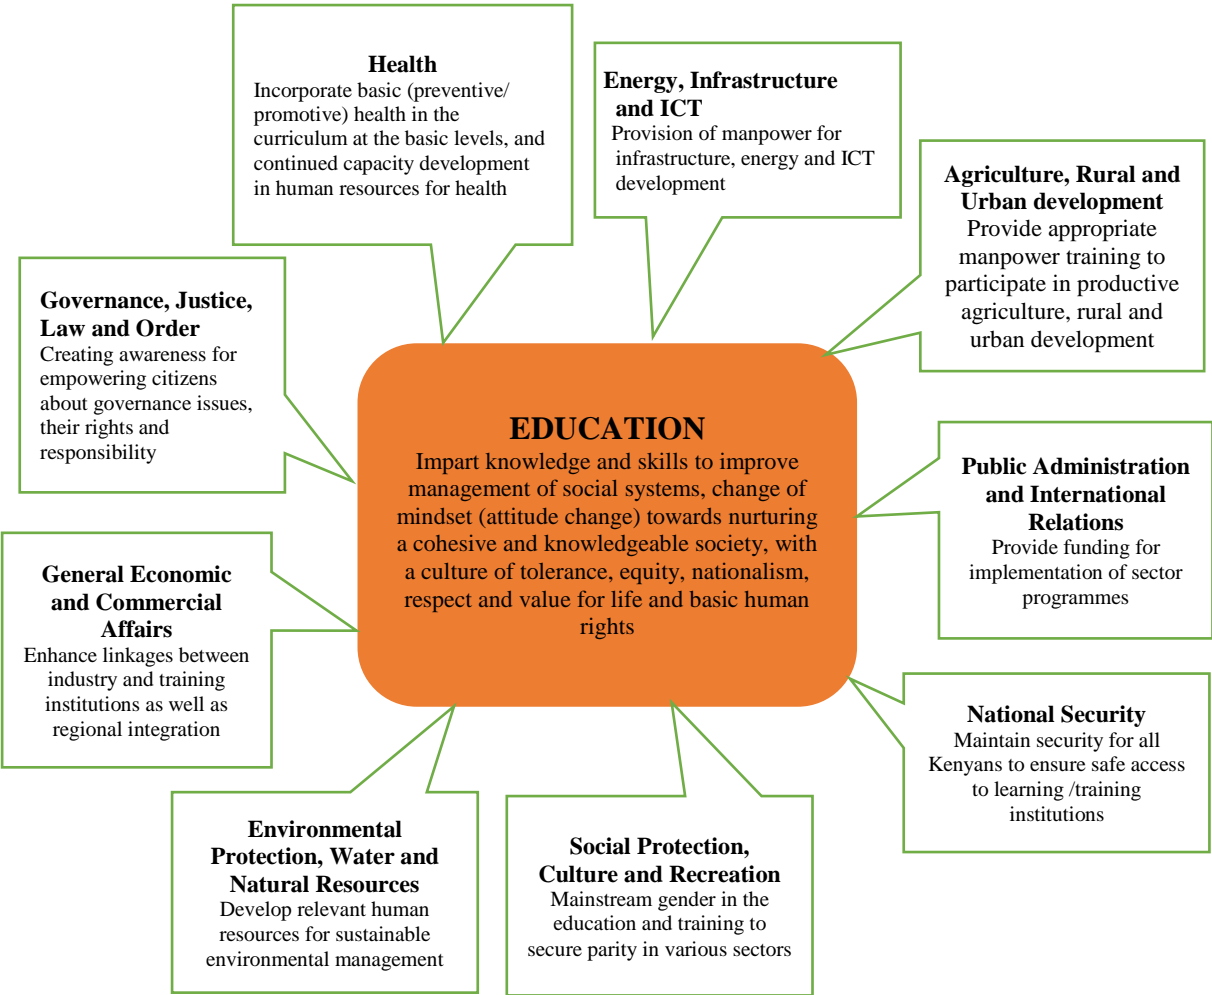 Health
Incorporate basic (preventive/
promotive) health in the
curriculum at the basic levels, and
continued capacity development
in human resources for health
Energy, Infrastructure
and ICT
Provision of manpower for
infrastructure, energy and ICT
development
Agriculture, Rural and
Urban development
Provide appropriate
manpower training to
participate in productive
agriculture, rural and
urban development
Governance, Justice,
Law and Order
Creating awareness for
empowering citizens
about governance issues,
their rights and
responsibility
EDUCATION
Impart knowledge and skills to improve
management of social systems, change of
mindset (attitude change) towards nurturing
a cohesive and knowledgeable society, with
a culture of tolerance, equity, nationalism,
respect and value for life and basic human
rights
Public Administration
and International
Relations
Provide funding for
implementation of sector
programmes
General Economic
and Commercial
Affairs
Enhance linkages between
industry and training
institutions as well as
regional integration
National Security
Maintain security for all
Kenyans to ensure safe access
to learning /training
institutions
Environmental
Protection, Water and
Natural Resources
Develop relevant human
resources for sustainable
environmental management
Social Protection,
Culture and Recreation
Mainstream gender in the
education and training to
secure parity in various sectors